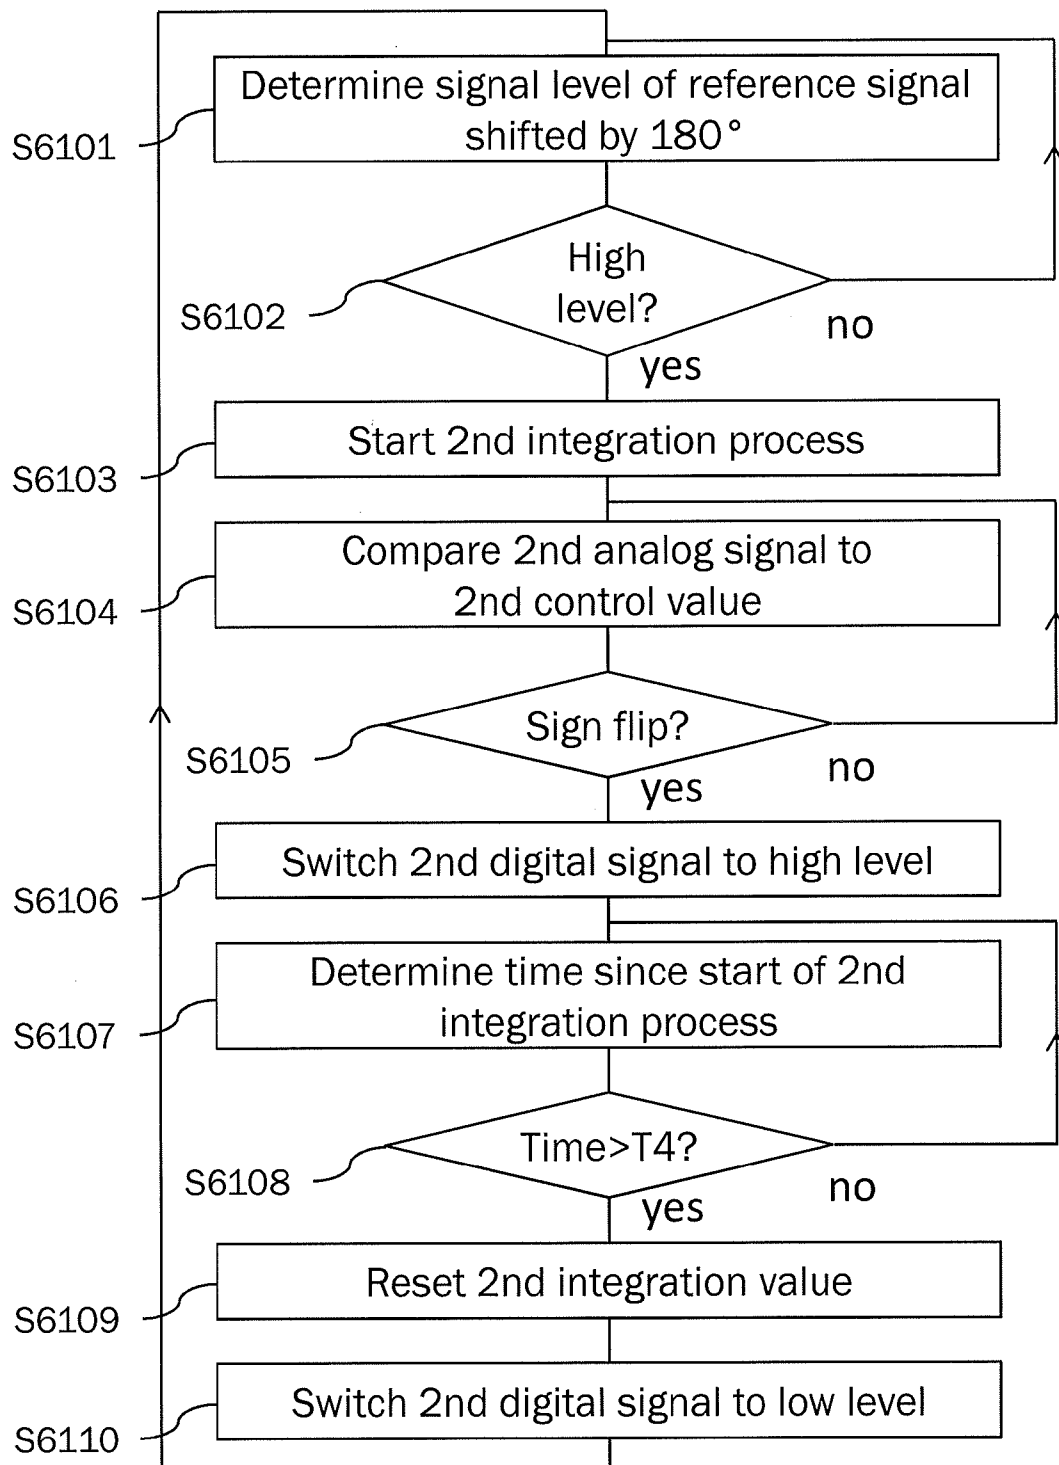 Determine signal level of reference signal
shifted by 180°
S6101
High
level?
S6102
no
yes
Start 2nd integration process
S6103
Compare 2nd analog signal to
2nd control value
S6104
Sign flip?
S6105
no
yes
Switch 2nd digital signal to high level
S6106
Determine time since start of 2nd
integration process
S6107
Time>T4?
S6108
no
yes
Reset 2nd integration value
S6109
Switch 2nd digital signal to low level
S6110